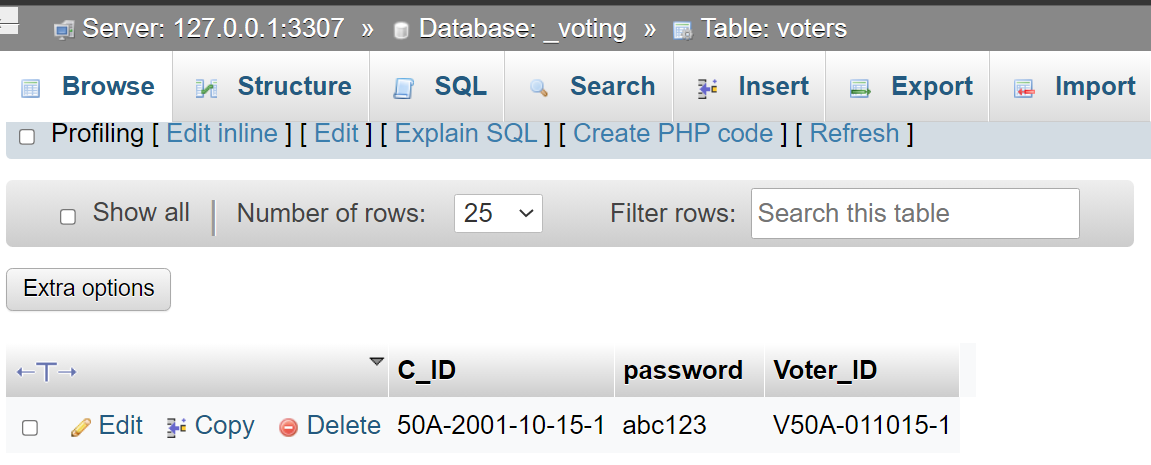 Server: 127.0.0.1:3307 » Database: _voting » Table: voters
Browse Structure SQL Search Insert Export Import
Profiling [ Edit inline ] [ Edit ] [ Explain SQL ] [ Create PHP code ] [ Refresh ]
Show all Number of rows: 25 Filter rows: Search this table
Extra options
←T→ C_ID password Voter_ID
Edit Copy Delete 50A-2001-10-15-1 abc123 V50A-011015-1